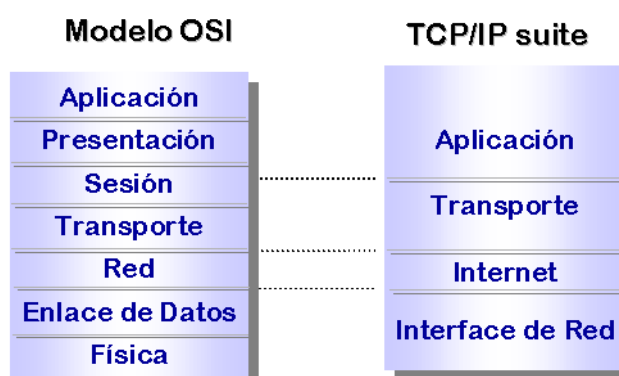 Modelo OSI
Aplicación
Presentación
Sesión
Transporte
Red
Enlace de Datos
Física
TCP/IP suite
Aplicación
Transporte
Internet
Interface de Red